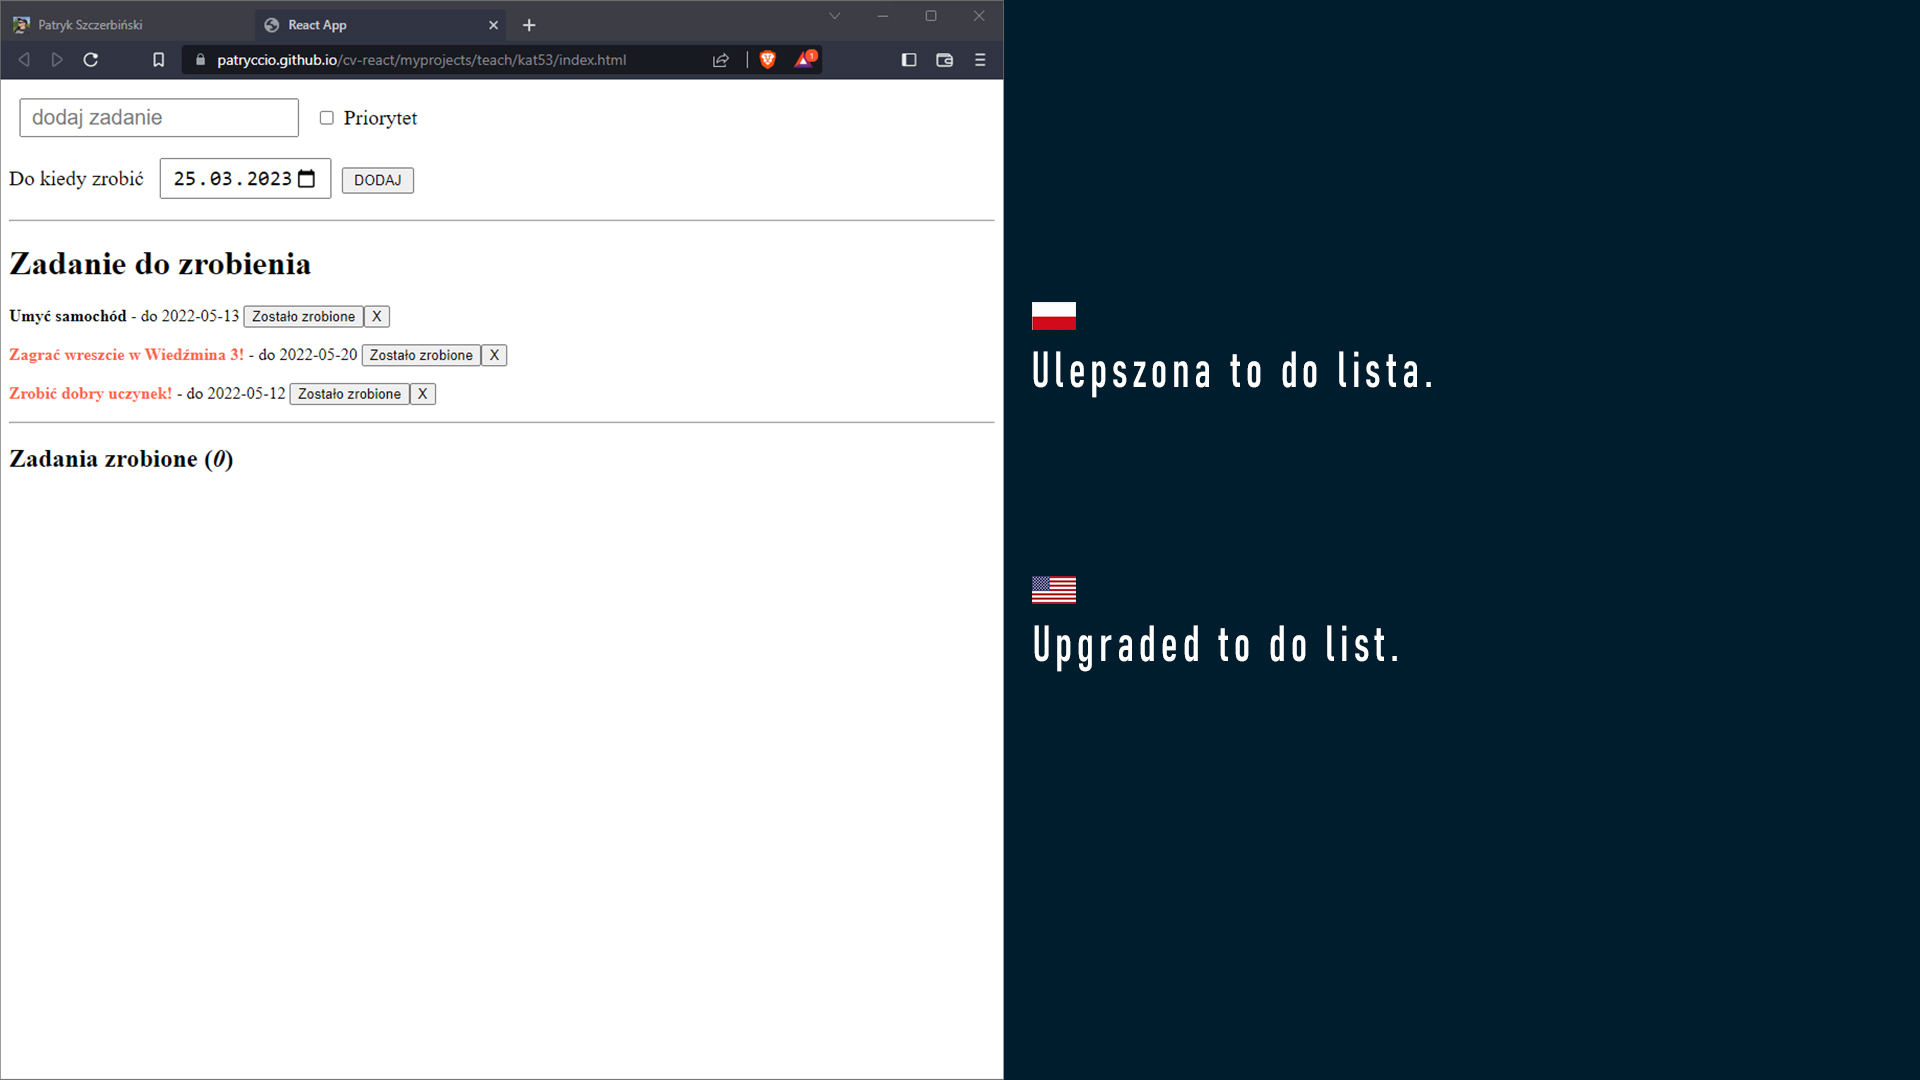 Patryk Szczerbiński
React App
patryccio.github.io/cv-react/myprojects/teach/kat53/index.html
1
dodaj zadanie
Priorytet
Do kiedy zrobić 25.03.2023 DODAJ
Zadanie do zrobienia
Umyć samochód - do 2022-05-13 Zostało zrobione X
Zagrać wreszcie w Wiedźmina 3! - do 2022-05-20 Zostało zrobione X
Zrobić dobry uczynek! - do 2022-05-12 Zostało zrobione X
Zadania zrobione (0)
Ulepszona to do lista.
Upgraded to do list.